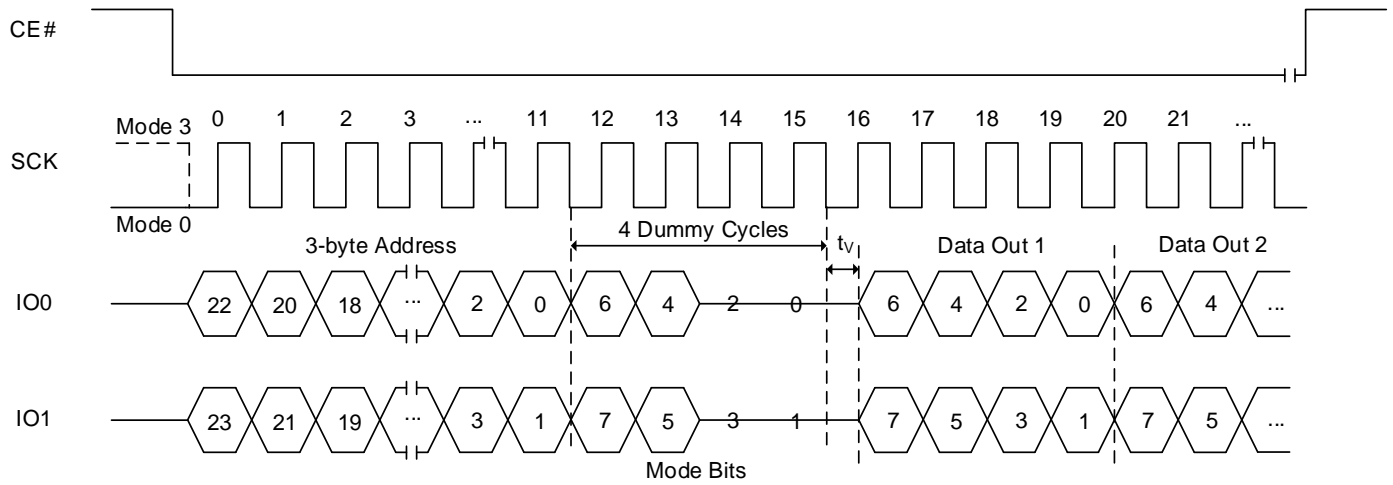 CE#
Mode 3 0 1 2 3 ... 11 12 13 14 15 16 17 18 19 20 21 ...
SCK
Mode 0
3-byte Address 4 Dummy Cycles tV Data Out 1 Data Out 2
IO0 22 20 18 ... 2 0 6 4 2 0 6 4 2 0 6 4 ...
IO1 23 21 19 ... 3 1 7 5 3 1 7 5 3 1 7 5 ...
Mode Bits